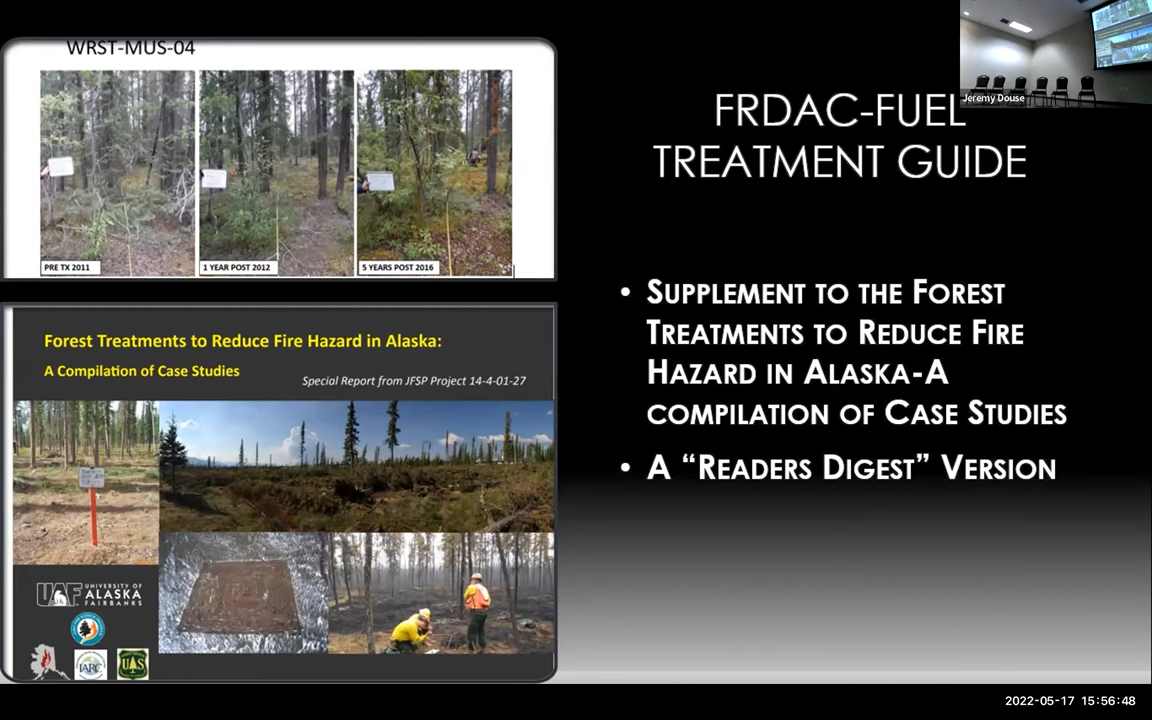 WRST-MUS-04
PRE TX 2011
1 YEAR POST 2012
5 YEARS POST 2016
Forest Treatments to Reduce Fire Hazard in Alaska:
A Compilation of Case Studies
Special Report from JFSP Project 14-4-01-27
UAF UNIVERSITY OF
ALASKA
FAIRBANKS
IARC
UAS
Jeremy Douse
FRDAC-FUEL
TREATMENT GUIDE
• SUPPLEMENT TO THE FOREST
TREATMENTS TO REDUCE FIRE
HAZARD IN ALASKA-A
COMPILATION OF CASE STUDIES
• A “READERS DIGEST” VERSION
2022-05-17 15:56:48